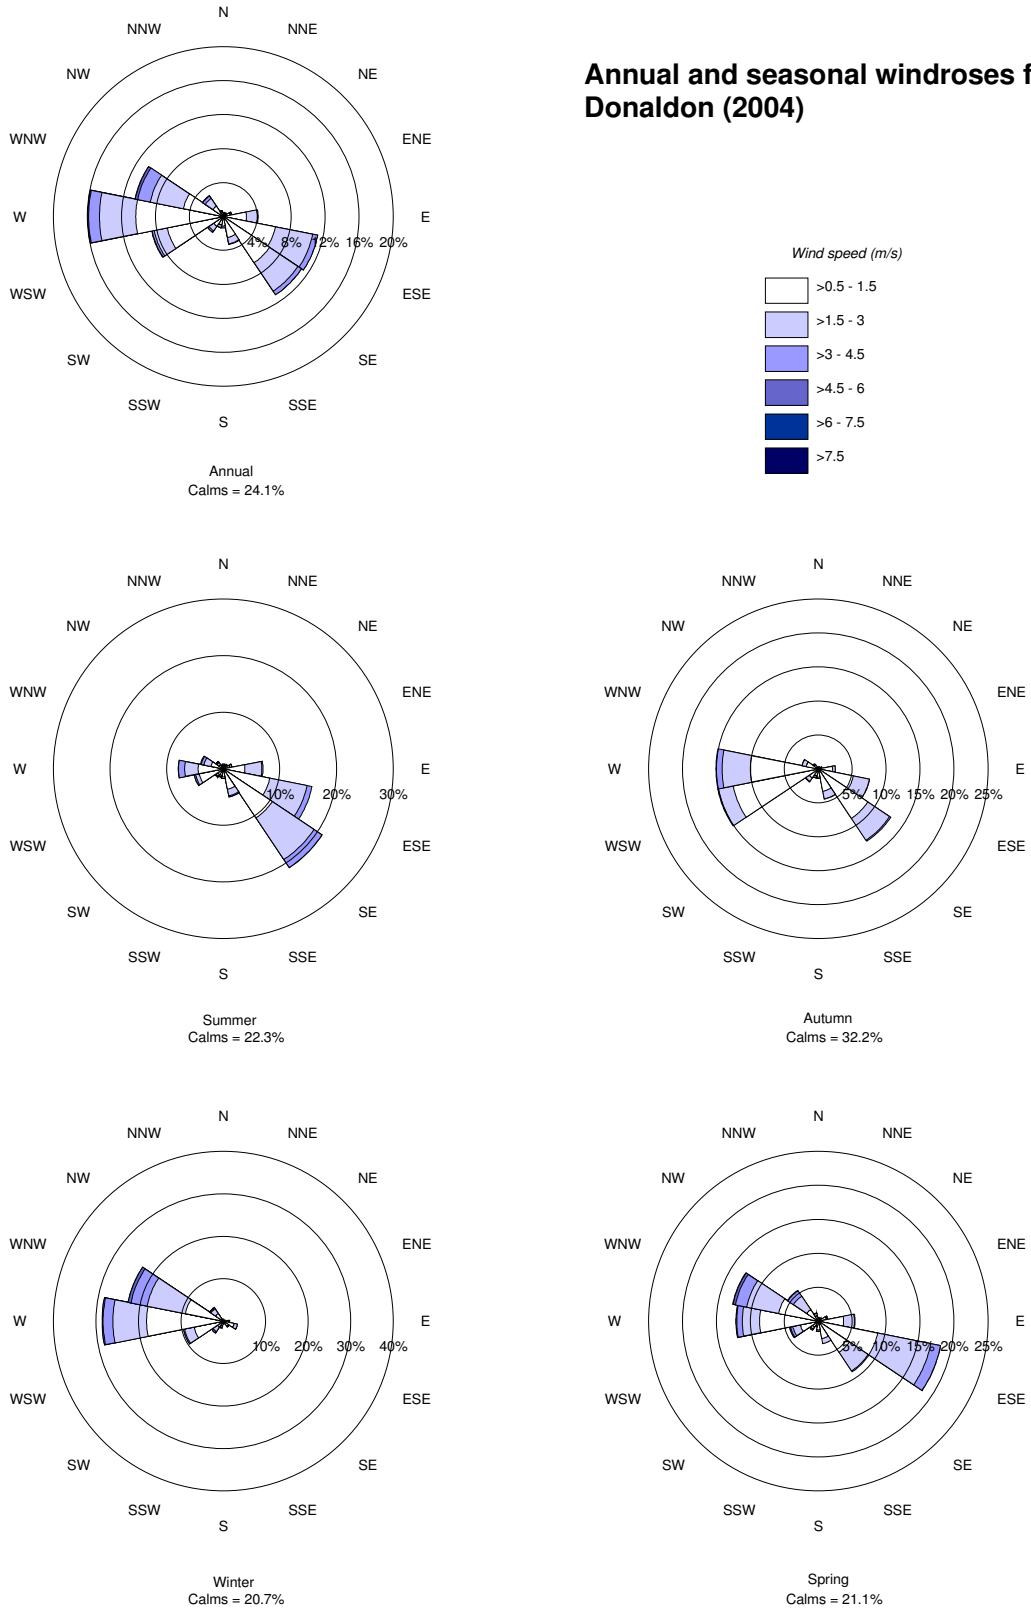 Annual and seasonal windroses f
Donaldon (2004)
N
NNW NNE
NW NE
WNW ENE
W E
4% 8% 12% 16% 20%
WSW ESE
SW SE
SSW SSE
S
Annual
Calms = 24.1%
Wind speed (m/s)
>0.5 - 1.5
>1.5 - 3
>3 - 4.5
>4.5 - 6
>6 - 7.5
>7.5
N
NNW NNE
NW NE
WNW ENE
W E
10% 20% 30%
WSW ESE
SW SE
SSW SSE
S
Summer
Calms = 22.3%
N
NNW NNE
NW NE
WNW ENE
W E
5% 10% 15% 20% 25%
WSW ESE
SW SE
SSW SSE
S
Autumn
Calms = 32.2%
N
NNW NNE
NW NE
WNW ENE
W E
10% 20% 30% 40%
WSW ESE
SW SE
SSW SSE
S
Winter
Calms = 20.7%
N
NNW NNE
NW NE
WNW ENE
W E
5% 10% 15% 20% 25%
WSW ESE
SW SE
SSW SSE
S
Spring
Calms = 21.1%